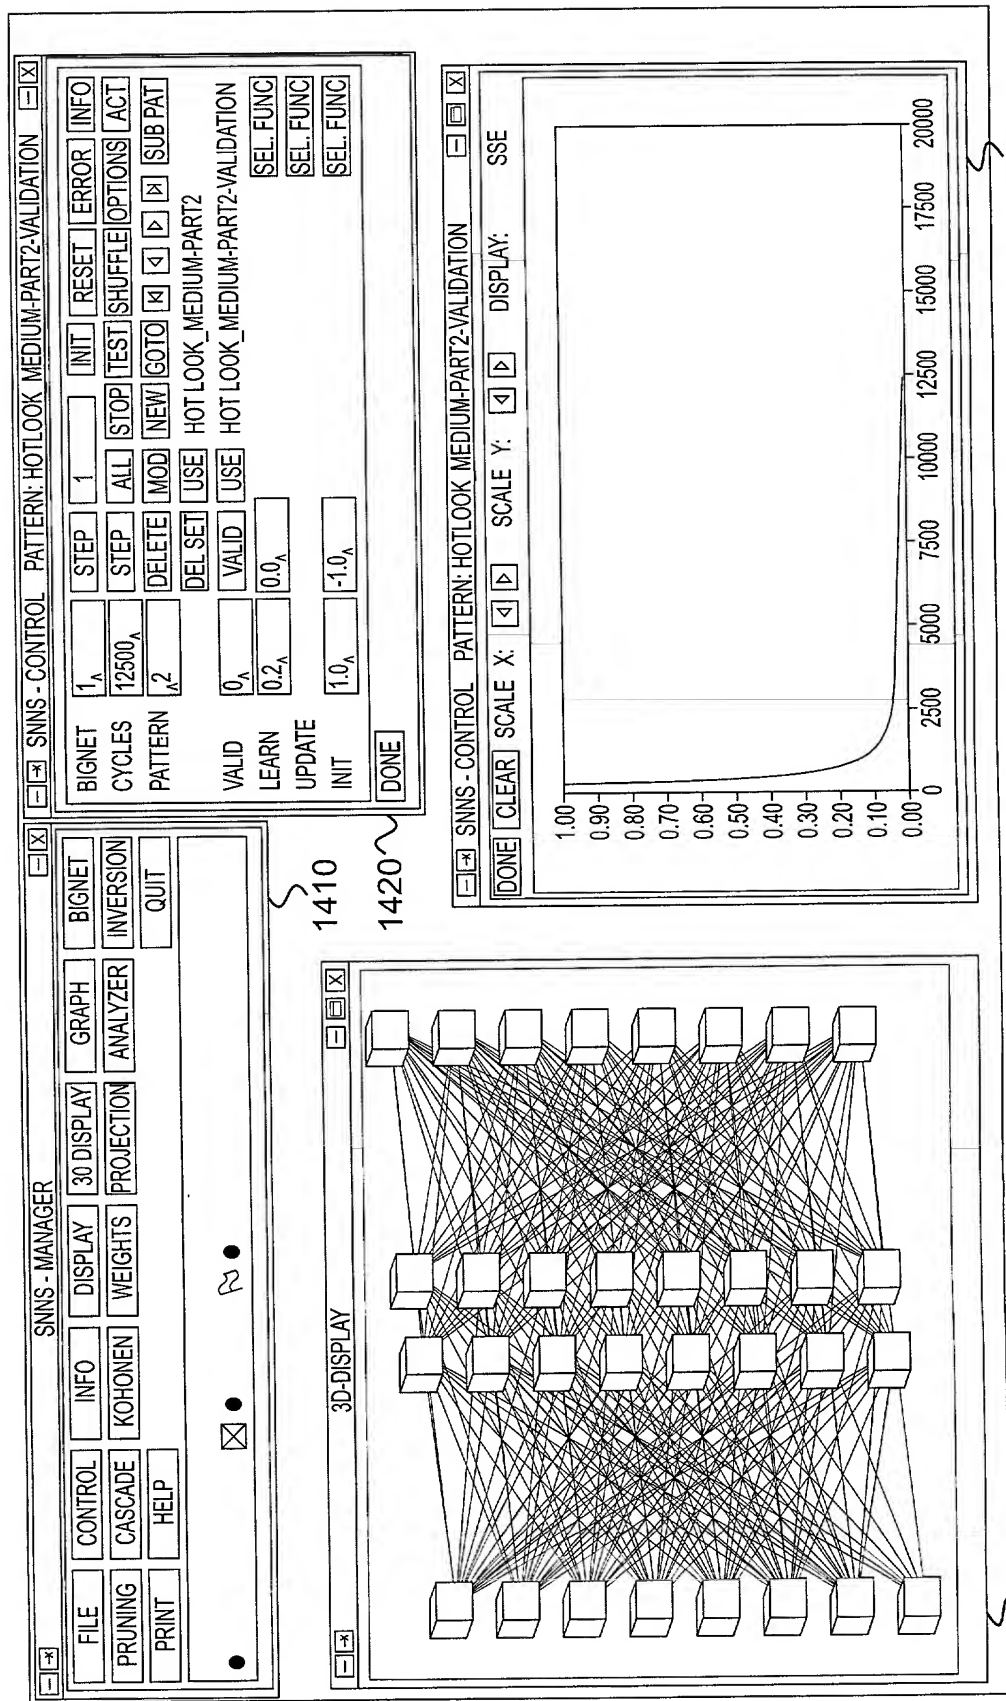 SNNS - MANAGER
FILE CONTROL INFO DISPLAY 30 DISPLAY GRAPH BIGNET
PRUNING CASCADE KOHONEN WEIGHTS PROJECTION ANALYZER INVERSION
PRINT HELP QUIT
1410
SNNS - CONTROL PATTERN: HOTLOOK MEDIUM-PART2-VALIDATION
BIGNET 1 STEP 1 INIT RESET ERROR INFO
CYCLES 12500 STEP ALL STOP TEST SHUFFLE OPTIONS ACT
PATTERN 2 DELETE MOD NEW GOTO SUB PAT
DEL SET USE HOT LOOK_MEDIUM-PART2
VALID 0 VALID USE HOT LOOK_MEDIUM-PART2-VALIDATION
LEARN 0.2 0.0 SEL. FUNC
UPDATE SEL. FUNC
INIT 1.0 -1.0 SEL. FUNC
DONE
1420
3D-DISPLAY
SNNS - CONTROL PATTERN: HOTLOOK MEDIUM-PART2-VALIDATION
DONE CLEAR SCALE X: SCALE Y: DISPLAY: SSE
1.00
0.90
0.80
0.70
0.60
0.50
0.40
0.30
0.20
0.10
0.00
0 2500 5000 7500 10000 12500 15000 17500 20000